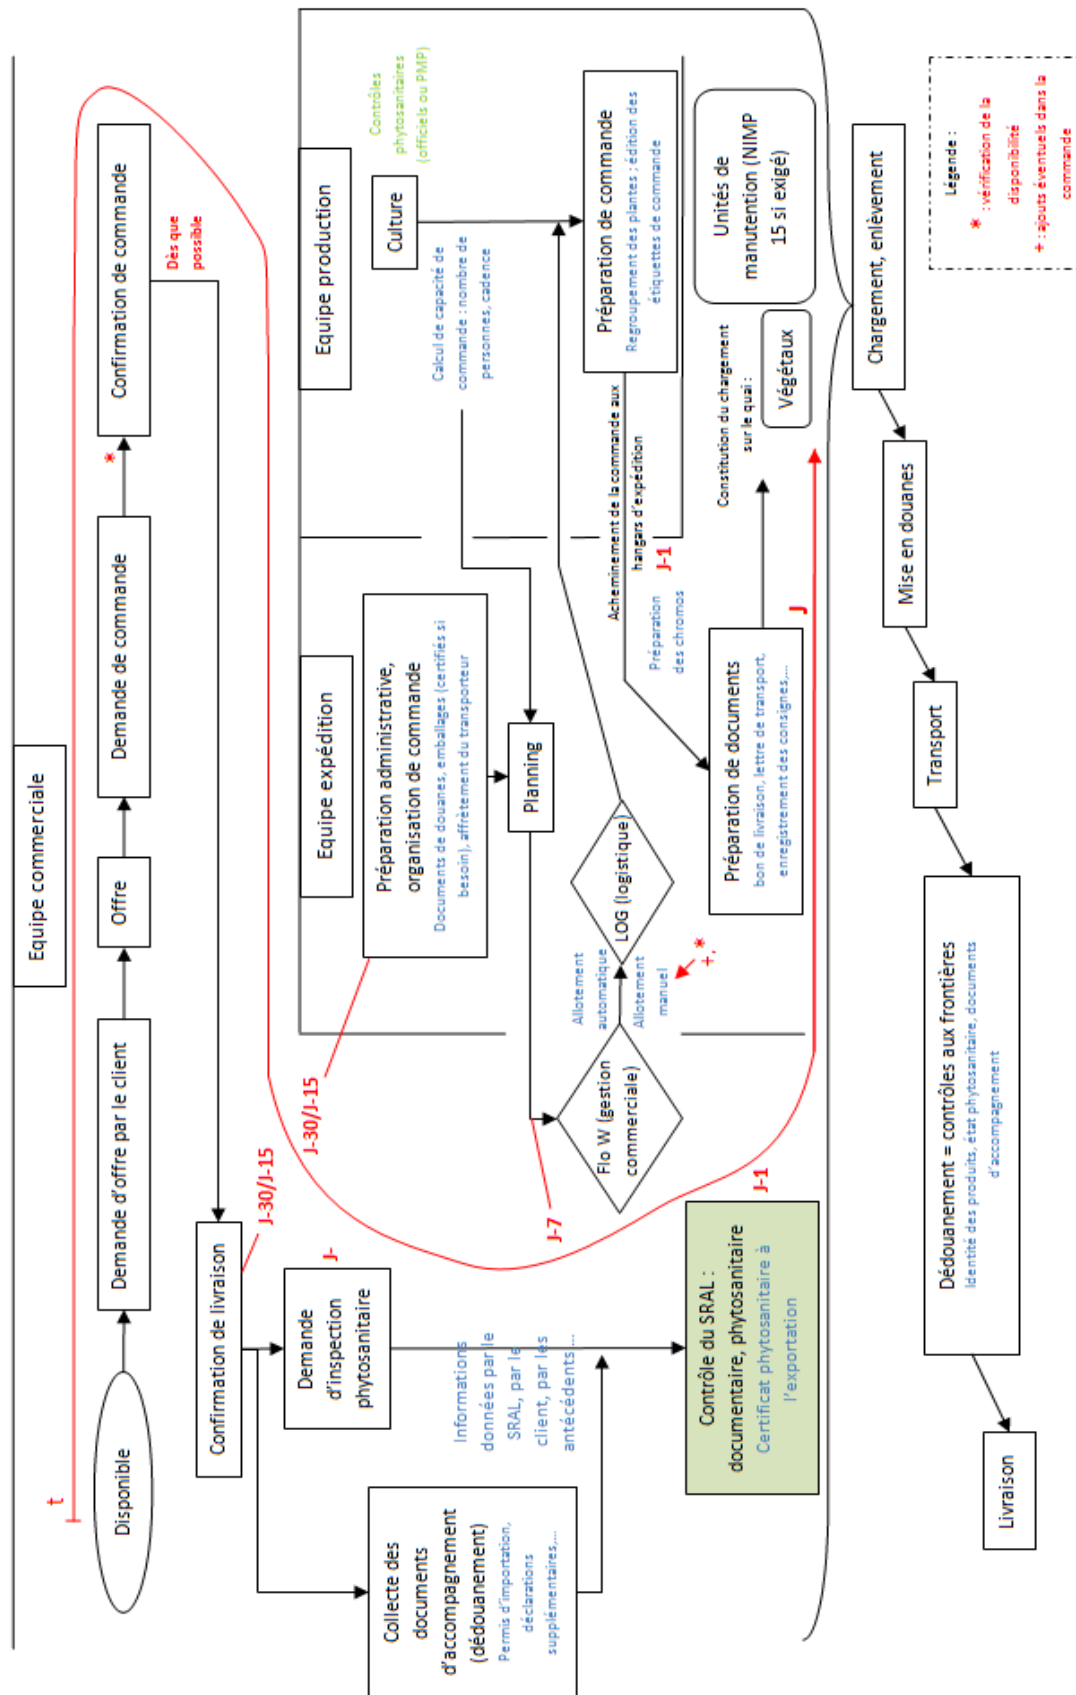 Equipe commerciale
t
Disponible
Demande d'offre par le client
Offre
Demande de commande
*
Confirmation de commande
Dès que
possible
Confirmation de livraison
J-30/J-15
Demande
d'inspection
phytosanitaire
J-
Collecte des
documents
d'accompagnement
(dédouanement)
Permis d'importation,
déclarations
supplémentaires,...
Informations
données par le
SRAL, par le
client, par les
antécédents,...
Contrôle du SRAL :
documentaire, phytosanitaire
Certificat phytosanitaire à
l'exportation
J-1
Equipe expédition
J-30/J-15
Préparation administrative,
organisation de commande
Documents de douanes, emballages (certifiés si
besoin), affrètement du transporteur
Planning
J-7
Flo W (gestion
commerciale)
Allotement
automatique
Allotement
manuel
+, *
LOG (logistique)
Equipe production
Contrôles
phytosanitaires
(officiels ou PMP)
Culture
Calcul de capacité de
commande : nombre de
personnes, cadence
Préparation de commande
Regroupement des plantes ; édition des
étiquettes de commande
Acheminement de la commande aux
hangars d'expédition
J-1
Préparation
des chromos
Préparation de documents
bon de livraison, lettre de transport,
enregistrement des consignes,...
J
Constitution du chargement
sur le quai :
Végétaux
Unités de
manutention (NIMP
15 si exigé)
Chargement, enlèvement
Mise en douanes
Transport
Dédouanement = contrôles aux frontières
Identité des produits, état phytosanitaire, documents
d'accompagnement
Livraison
Légende :
* : vérification de la
disponibilité
+ : ajouts éventuels dans la
commande